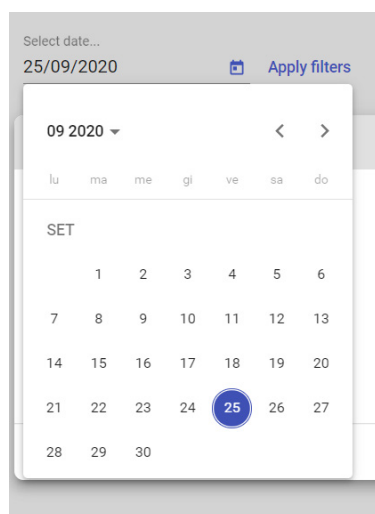 Select date...
25/09/2020 Apply filters
09 2020
lu ma me gi ve sa do
SET
1 2 3 4 5 6
7 8 9 10 11 12 13
14 15 16 17 18 19 20
21 22 23 24 25 26 27
28 29 30